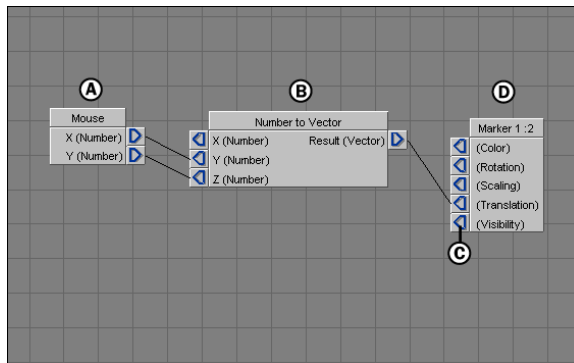 A
B
D
Mouse
X (Number)
Y (Number)
Number to Vector
X (Number) Result (Vector)
Y (Number)
Z (Number)
Marker 1 :2
(Color)
(Rotation)
(Scaling)
(Translation)
(Visibility)
C